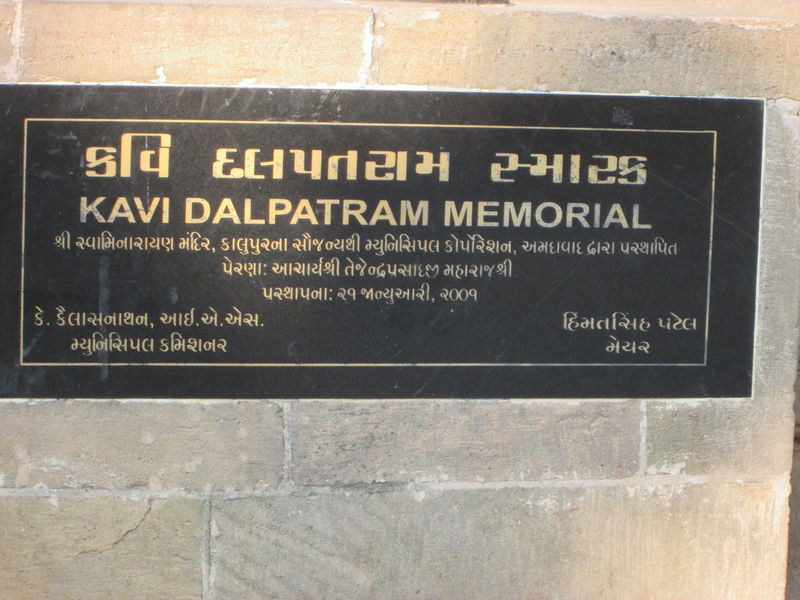 કવિ દલપતરામ સ્મારક
KAVI DALPATRAM MEMORIAL
શ્રી સ્વામિનારાયણ મંદિર, કાલુપુરના સૌજન્યથી મ્યુનિસિપલ કોર્પોરેશન, અમદાવાદ દ્વારા પ્રસ્થાપિત
પ્રેરણા: આચાર્યશ્રી તેજેન્દ્રપ્રસાદજી મહારાજશ્રી
પ્રસ્થાપના: ૨૧ જાન્યુઆરી, ૨૦૦૧
કે. કૈલાસનાથન, આઈ.એ.એસ. હિંમતસિંહ પટેલ
મ્યુનિસિપલ કમિશનર મેયર